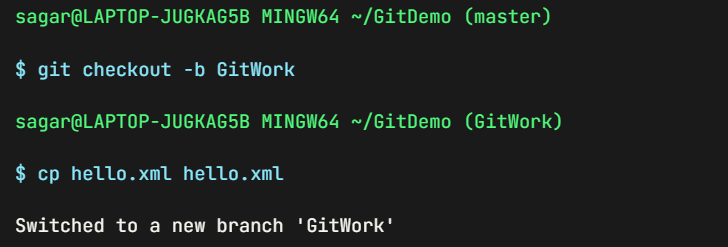 sagar@LAPTOP-JUGKAG5B MINGW64 ~/GitDemo (master)
$ git checkout -b GitWork
sagar@LAPTOP-JUGKAG5B MINGW64 ~/GitDemo (GitWork)
$ cp hello.xml hello.xml
Switched to a new branch 'GitWork'